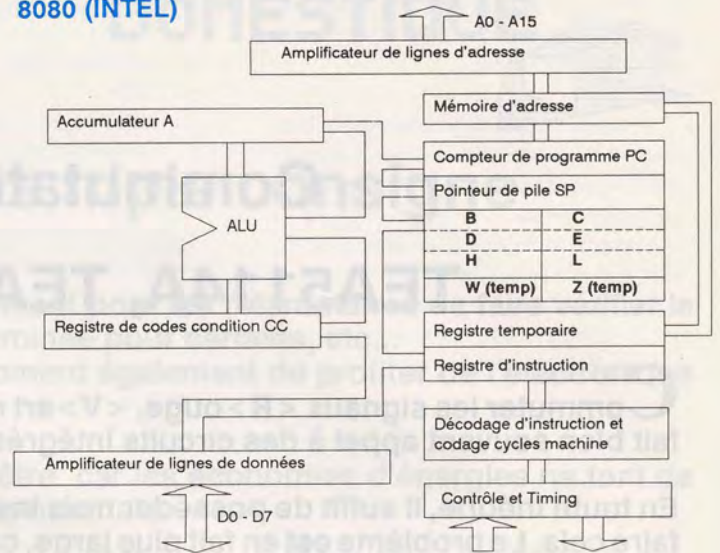 8080 (INTEL)
A0 - A15
Amplificateur de lignes d'adresse
Mémoire d'adresse
Accumulateur A
Compteur de programme PC
Pointeur de pile SP
B C
D E
H L
W (temp) Z (temp)
ALU
Registre de codes condition CC
Registre temporaire
Registre d'instruction
Décodage d'instruction et
codage cycles machine
Amplificateur de lignes de données
Contrôle et Timing
D0 - D7